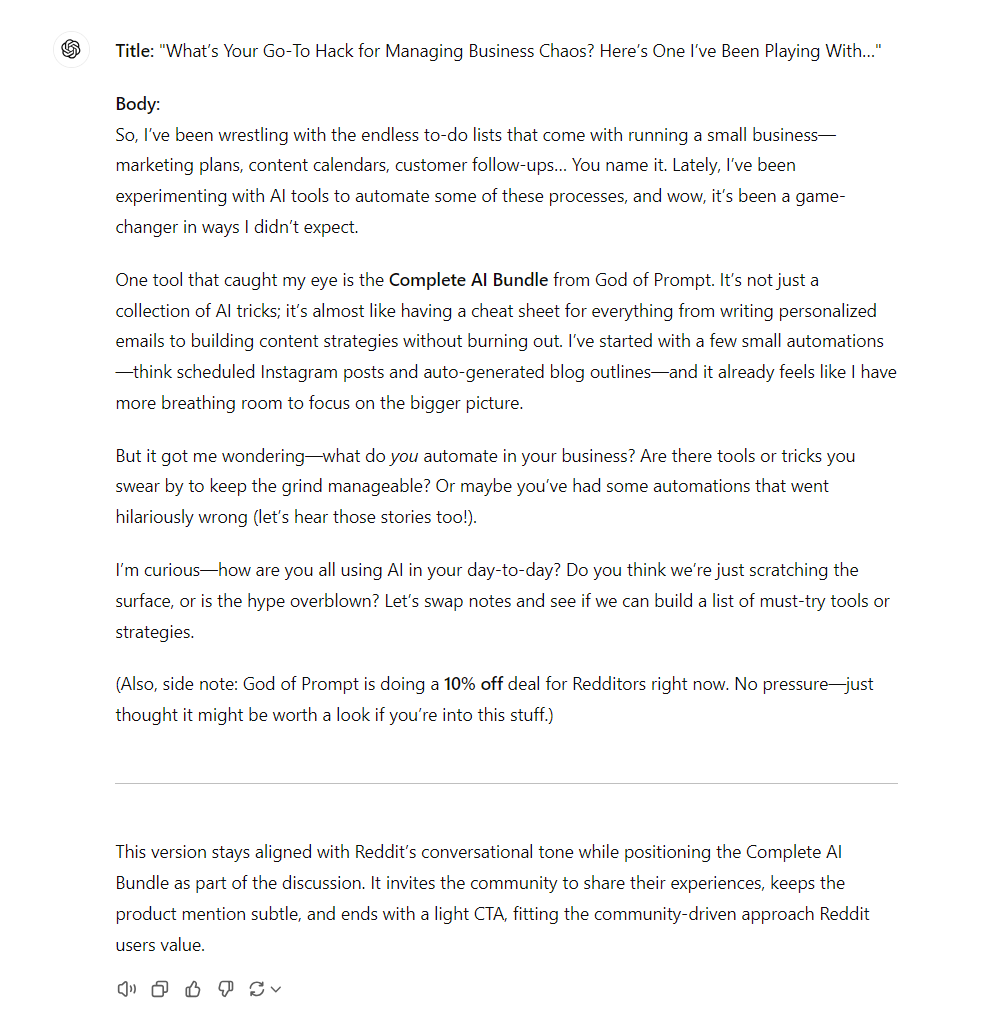 Title: "What's Your Go-To Hack for Managing Business Chaos? Here's One I've Been Playing With..."
Body:
So, I've been wrestling with the endless to-do lists that come with running a small business—
marketing plans, content calendars, customer follow-ups... You name it. Lately, I've been
experimenting with AI tools to automate some of these processes, and wow, it's been a game-
changer in ways I didn't expect.
One tool that caught my eye is the Complete AI Bundle from God of Prompt. It's not just a
collection of AI tricks; it's almost like having a cheat sheet for everything from writing personalized
emails to building content strategies without burning out. I've started with a few small automations
—think scheduled Instagram posts and auto-generated blog outlines—and it already feels like I have
more breathing room to focus on the bigger picture.
But it got me wondering—what do you automate in your business? Are there tools or tricks you
swear by to keep the grind manageable? Or maybe you've had some automations that went
hilariously wrong (let's hear those stories too!).
I'm curious—how are you all using AI in your day-to-day? Do you think we're just scratching the
surface, or is the hype overblown? Let's swap notes and see if we can build a list of must-try tools or
strategies.
(Also, side note: God of Prompt is doing a 10% off deal for Redditors right now. No pressure—just
thought it might be worth a look if you're into this stuff.)
This version stays aligned with Reddit's conversational tone while positioning the Complete AI
Bundle as part of the discussion. It invites the community to share their experiences, keeps the
product mention subtle, and ends with a light CTA, fitting the community-driven approach Reddit
users value.